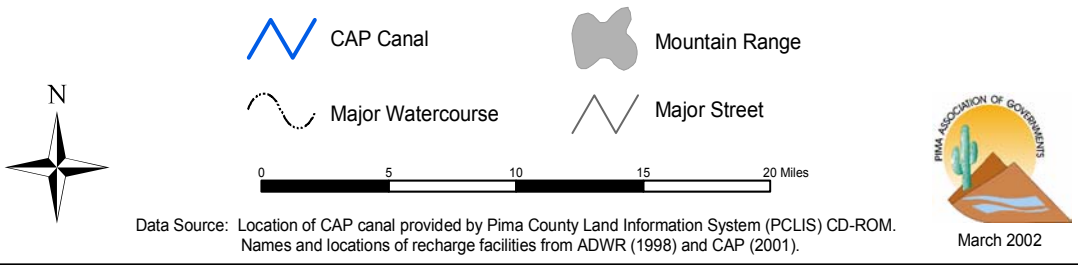 CAP Canal
Mountain Range
N
Major Watercourse
Major Street
0 5 10 15 20 Miles
PIMA ASSOCIATION OF GOVERNMENTS
Data Source: Location of CAP canal provided by Pima County Land Information System (PCLIS) CD-ROM.
Names and locations of recharge facilities from ADWR (1998) and CAP (2001).
March 2002